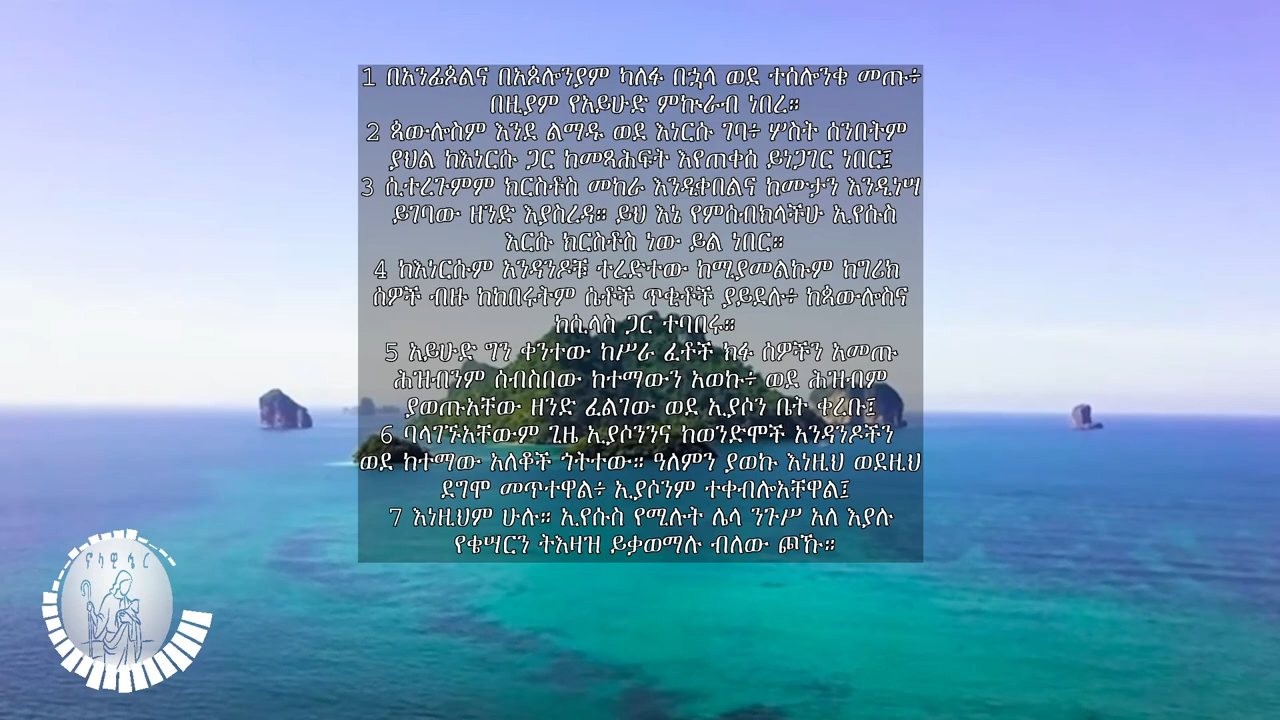 1 በአንፊጶልና በአጶሎንያም ካለፉ በኋላ ወደ ተሰሎንቄ መጡ፥
በዚያም የአይሁድ ምኩራብ ነበረ።
2 ጳውሎስም እንደ ልማዱ ወደ እነርሱ ገባ፥ ሦስት ሰንበትም
ያህል ከእነርሱ ጋር ከመጻሕፍት እየጠቀሰ ይነጋገር ነበር፤
3 ሲተረጉምም ክርስቶስ መከራ እንዲቀበልና ከሙታን እንዲነሣ
ይገባው ዘንድ እያስረዳ። ይህ እኔ የምሰብክላችሁ ኢየሱስ
እርሱ ክርስቶስ ነው ይል ነበር።
4 ከእነርሱም አንዳንዶቹ ተረድተው ከሚያመልኩም ከግሪክ
ሰዎች ብዙ ከከበሩትም ሴቶች ጥቂቶች ያይደሉ፥ ከጳውሎስና
ከሲላስ ጋር ተባበሩ።
5 አይሁድ ግን ቀንተው ከሥራ ፈቶች ክፉ ሰዎችን አመጡ
ሕዝብንም ሰብስበው ከተማውን አወኩ፥ ወደ ሕዝብም
ያወጡአቸው ዘንድ ፈልገው ወደ ኢያሶን ቤት ቀረቡ፤
6 ባላገኙአቸውም ጊዜ ኢያሶንንና ከወንድሞች አንዳንዶችን
ወደ ከተማው አለቆች ጎትተው። ዓለምን ያወኩ እነዚህ ወደዚህ
ደግሞ መጥተዋል፥ ኢያሶንም ተቀብሎአቸዋል፤
7 እነዚህም ሁሉ። ኢየሱስ የሚሉት ሌላ ንጉሥ አለ እያሉ
የቄሣርን ትእዛዝ ይቃወማሉ ብለው ጮኹ።